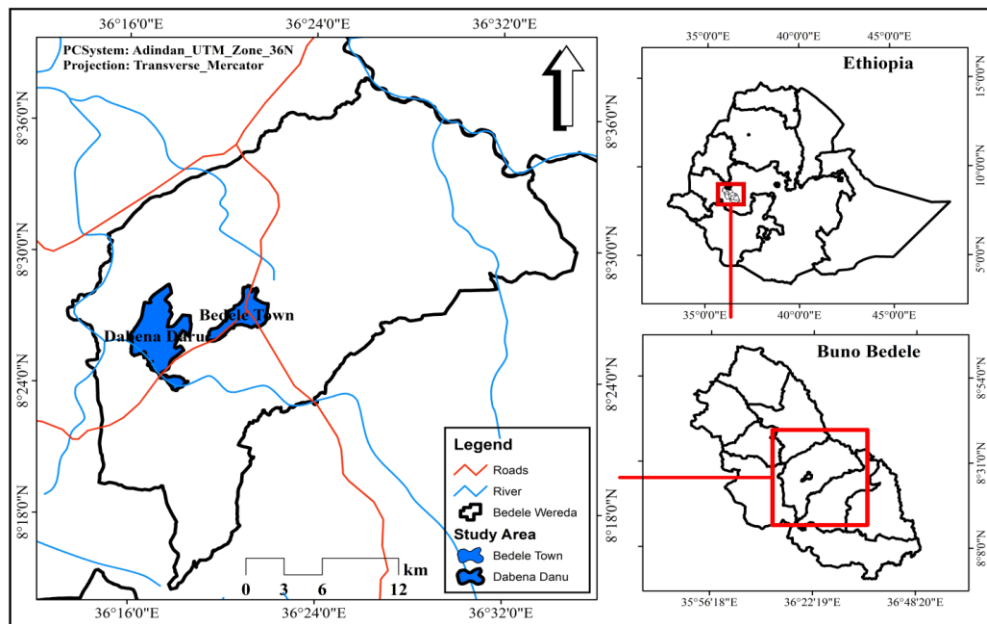 36°16'0"E 36°24'0"E 36°32'0"E
PCSystem: Adindan_UTM_Zone_36N
Projection: Transverse_Mercator
8°36'0"N
8°30'0"N
8°24'0"N
8°18'0"N
Bedele Town
Dabena Danu
8°36'0"N
8°30'0"N
8°24'0"N
8°18'0"N
Legend
Roads
River
Bedele Wereda
Study Area
Bedele Town
Dabena Danu
km
0 3 6 12
36°16'0"E 36°24'0"E 36°32'0"E
35°0'0"E 40°0'0"E 45°0'0"E
Ethiopia
15°0'0"N
10°0'0"N
5°0'0"N
35°0'0"E 40°0'0"E 45°0'0"E
Buno Bedele
8°54'0"N
8°31'0"N
8°8'0"N
35°56'18"E 36°22'19"E 36°48'20"E